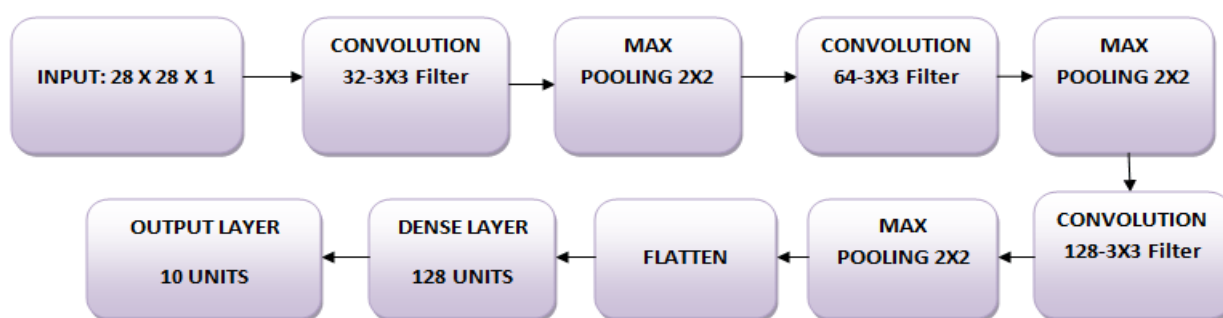 INPUT: 28 X 28 X 1
CONVOLUTION
32-3X3 Filter
MAX
POOLING 2X2
CONVOLUTION
64-3X3 Filter
MAX
POOLING 2X2
CONVOLUTION
128-3X3 Filter
MAX
POOLING 2X2
FLATTEN
DENSE LAYER
128 UNITS
OUTPUT LAYER
10 UNITS